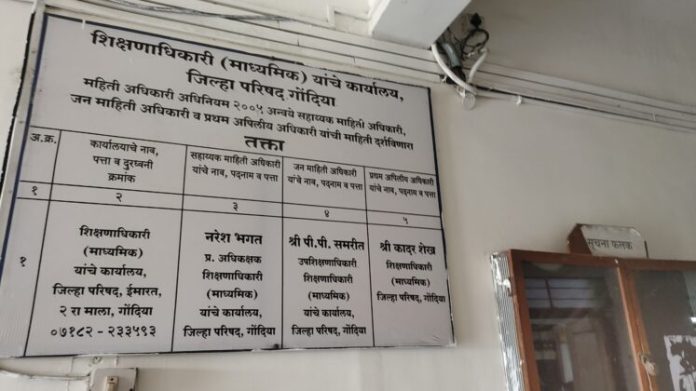 शिक्षणाधिकारी (माध्यमिक) यांचे कार्यालय,
जिल्हा परिषद गोंदिया
महिती अधिकारी अधिनियम २००५ अन्वये सहाय्यक माहिती अधिकारी,
जन माहिती अधिकारी व प्रथम अपिलीय अधिकारी यांची माहिती दर्शविणारा
तक्ता
अ.क्र.
कार्यालयाचे नाव,
पत्ता व दुरध्वनी
क्रमांक
सहाय्यक माहिती अधिकारी
यांचे नाव, पदनाम व पत्ता
जन माहिती अधिकारी
यांचे नाव, पदनाम व पत्ता
प्रथम अपिलीय अधिकारी
यांचे नाव, पदनाम व पत्ता
१
२
३
४
५
१
शिक्षणाधिकारी
(माध्यमिक)
यांचे कार्यालय,
जिल्हा परिषद, ईमारत,
२ रा माला, गोंदिया
०७१८२ - २३३५९३
नरेश भगत
प्र. अधिक्षक
शिक्षणाधिकारी
(माध्यमिक)
यांचे कार्यालय,
जिल्हा परिषद, गोंदिया
श्री पी.पी. समरीत
उपशिक्षणाधिकारी
शिक्षणाधिकारी
(माध्यमिक)
यांचे कार्यालय,
जिल्हा परिषद, गोंदिया
श्री कादर शेख
शिक्षणाधिकारी
(माध्यमिक)
जिल्हा परिषद, गोंदिया
सुचना फलक